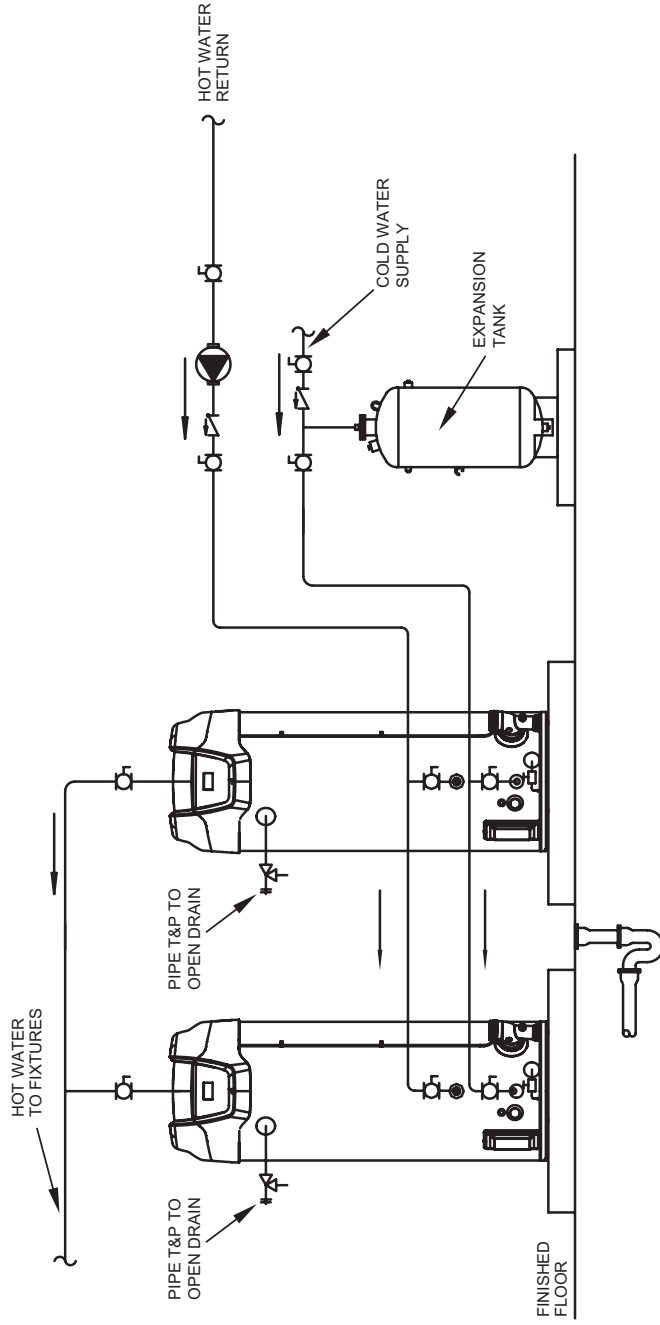 HOT WATER
TO FIXTURES
HOT WATER
RETURN
COLD WATER
SUPPLY
EXPANSION
TANK
PIPE T&P TO
OPEN DRAIN
PIPE T&P TO
OPEN DRAIN
FINISHED
FLOOR